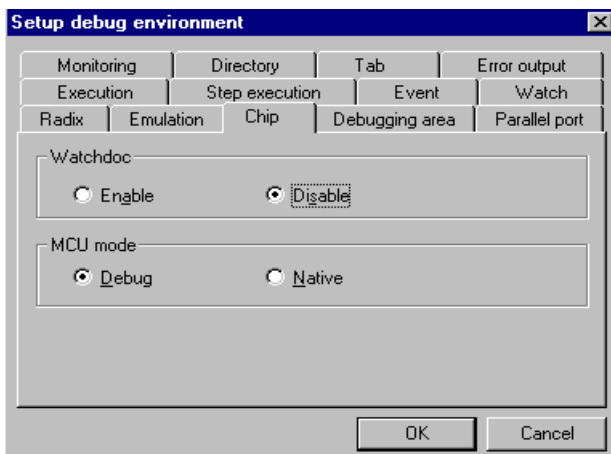 Setup debug environment
Monitoring Directory Tab Error output
Execution Step execution Event Watch
Radix Emulation Chip Debugging area Parallel port
Watchdoc
Enable Disable
MCU mode
Debug Native
OK Cancel